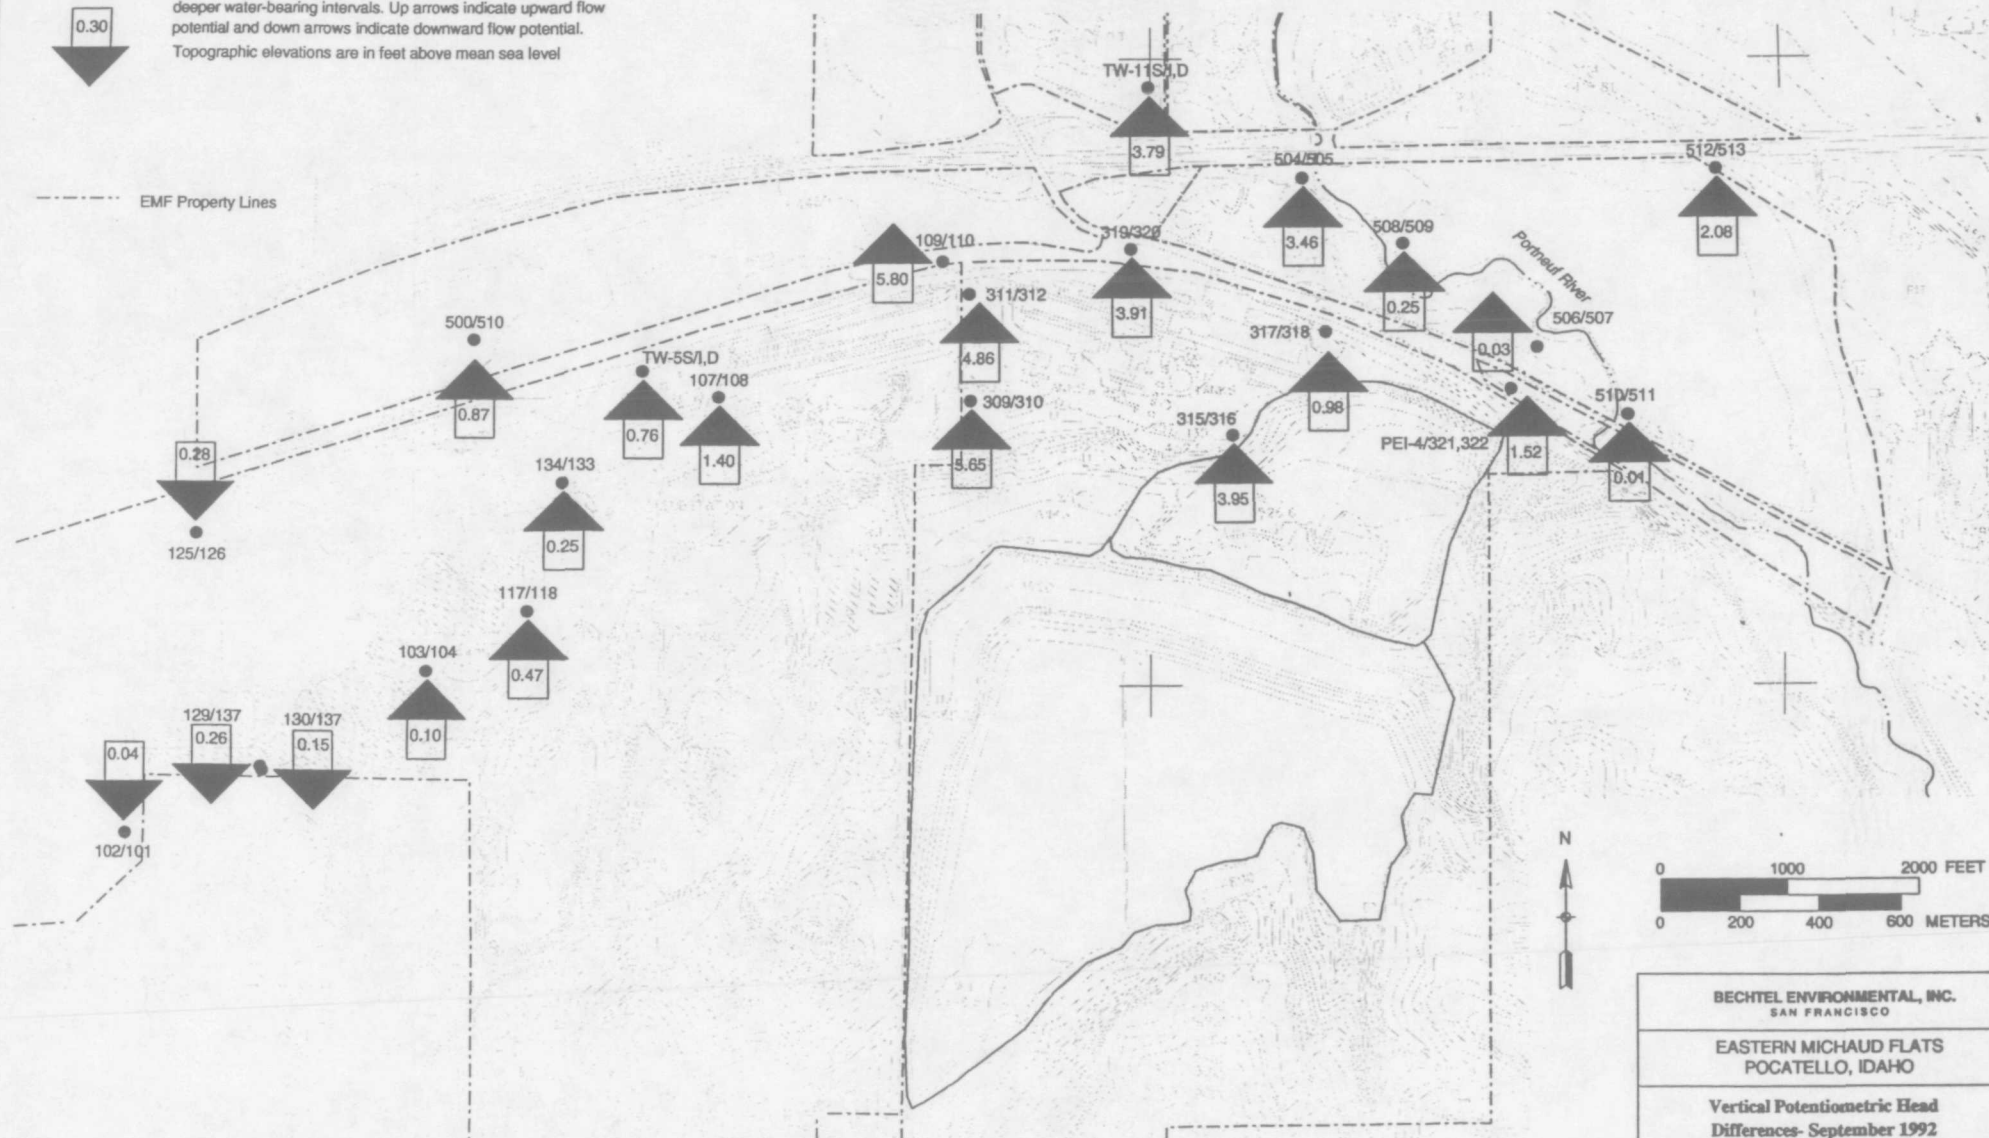 deeper water-bearing intervals. Up arrows indicate upward flow
0.30
potential and down arrows indicate downward flow potential.
Topographic elevations are in feet above mean sea level
EMF Property Lines
TW-11S/I,D
3.79
504/505
3.46
512/513
2.08
508/509
0.25
Portneuf River
506/507
0.03
109/110
5.80
319/320
3.91
311/312
4.86
317/318
0.98
500/510
0.87
TW-5S/I,D
0.76
107/108
1.40
309/310
5.65
315/316
3.95
PEI-4/321,322
1.52
510/511
0.01
0.28
125/126
134/133
0.25
117/118
0.47
103/104
0.10
129/137
0.26
130/137
0.15
0.04
102/101
N
0 1000 2000 FEET
0 200 400 600 METERS
BECHTEL ENVIRONMENTAL, INC.
SAN FRANCISCO
EASTERN MICHAUD FLATS
POCATELLO, IDAHO
Vertical Potentiometric Head
Differences- September 1992